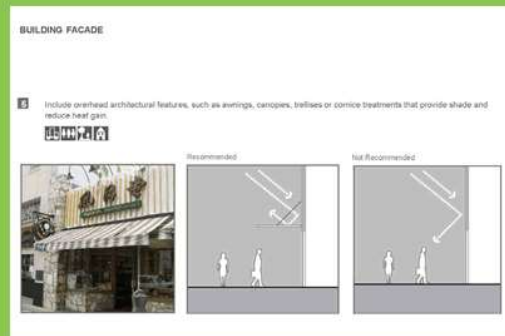 BUILDING FACADE
5
Include overhead architectural features, such as awnings, canopies, trellises or cornice treatments that provide shade and
reduce heat gain.
Recommended
Not Recommended